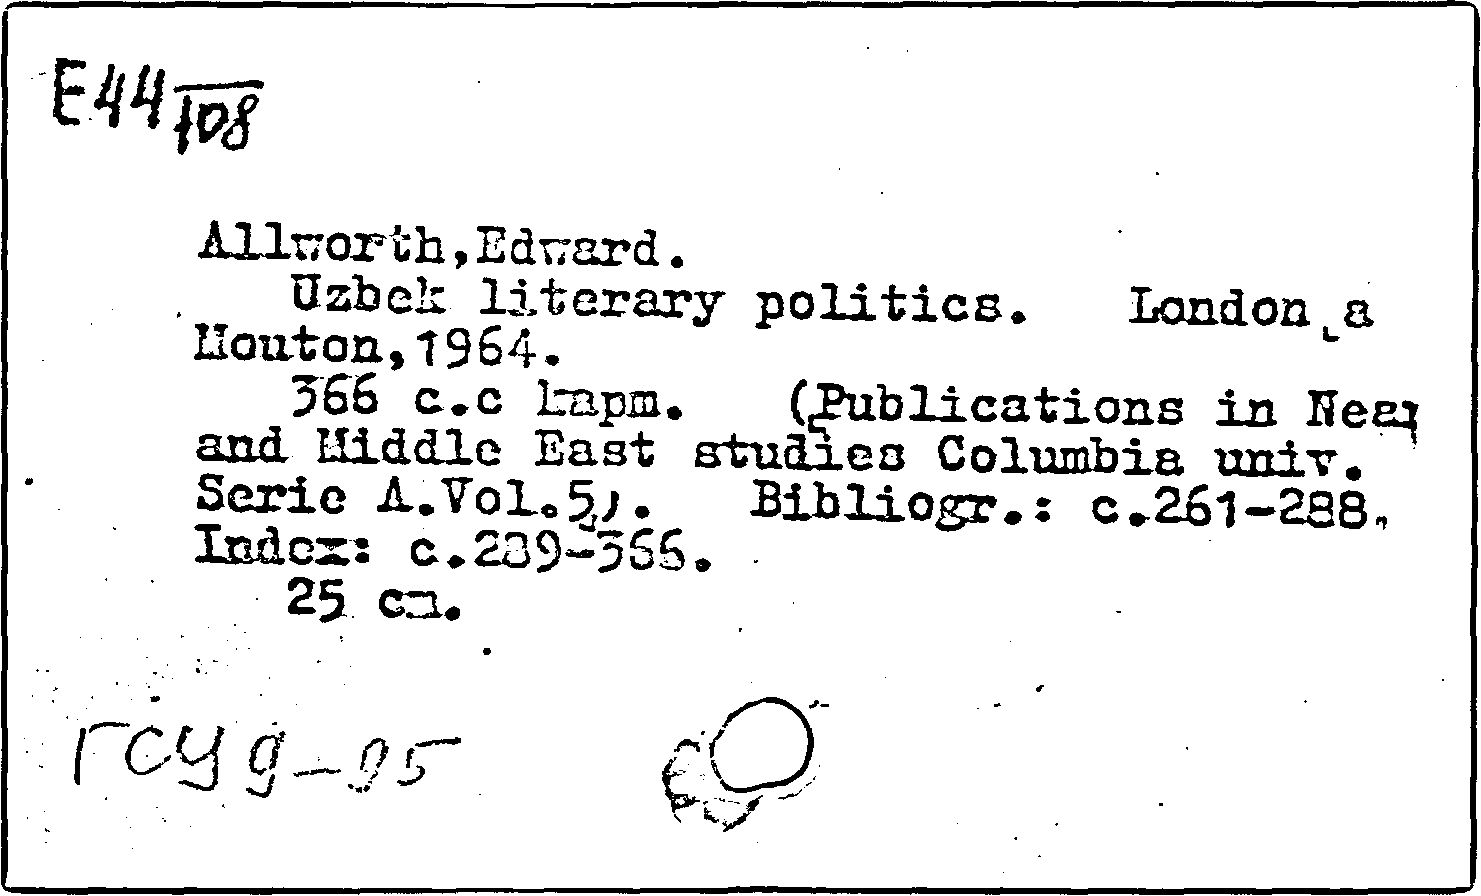 E44/108
Allworth,Edward.
Uzbek literary politics. London a
Mouton,1964.
366 c.c карт. (Publications in Near
and Middle East studies Columbia univ.
Serie A.Vol.5). Bibliogr.: c.261-288.
Index: c.289-366.
25 cm.
ГСЧ 9-95